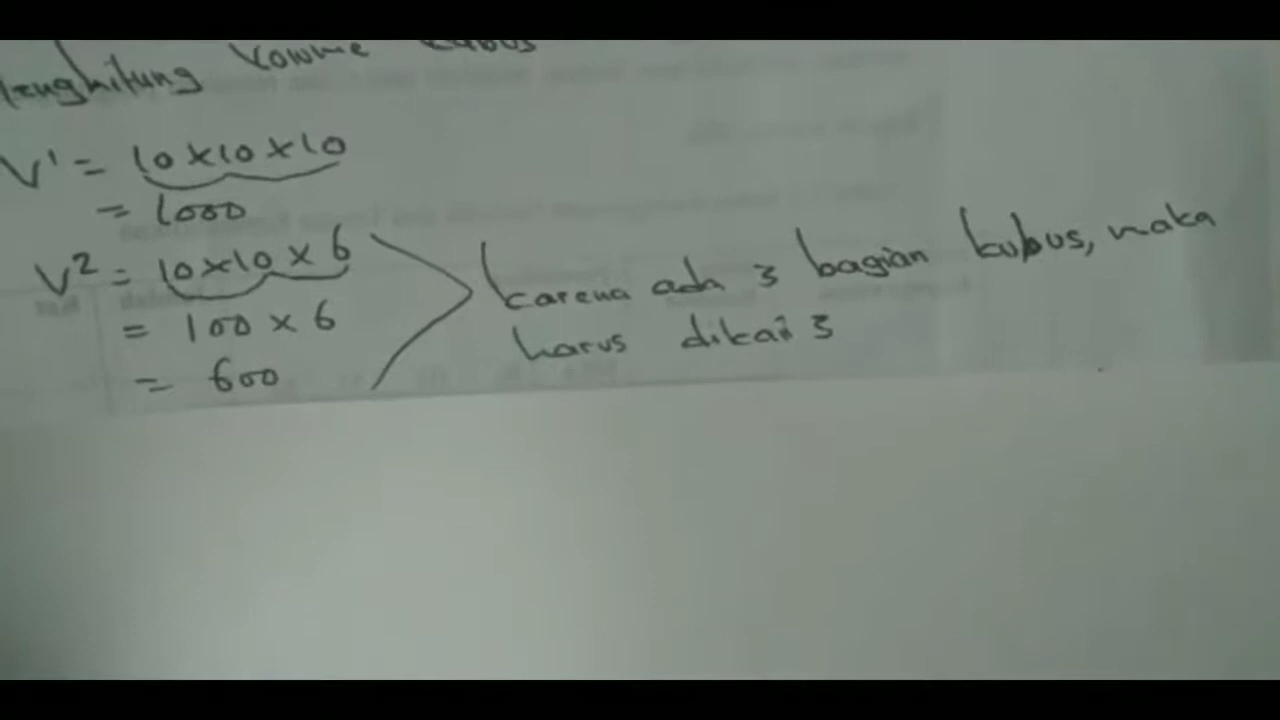 Menghitung Volume kubus
V¹ = 10 x 10 x 10
= 1000
V² = 10 x 10 x 6
= 100 x 6
= 600
karena ada 3 bagian kubus, maka
harus dikali 3